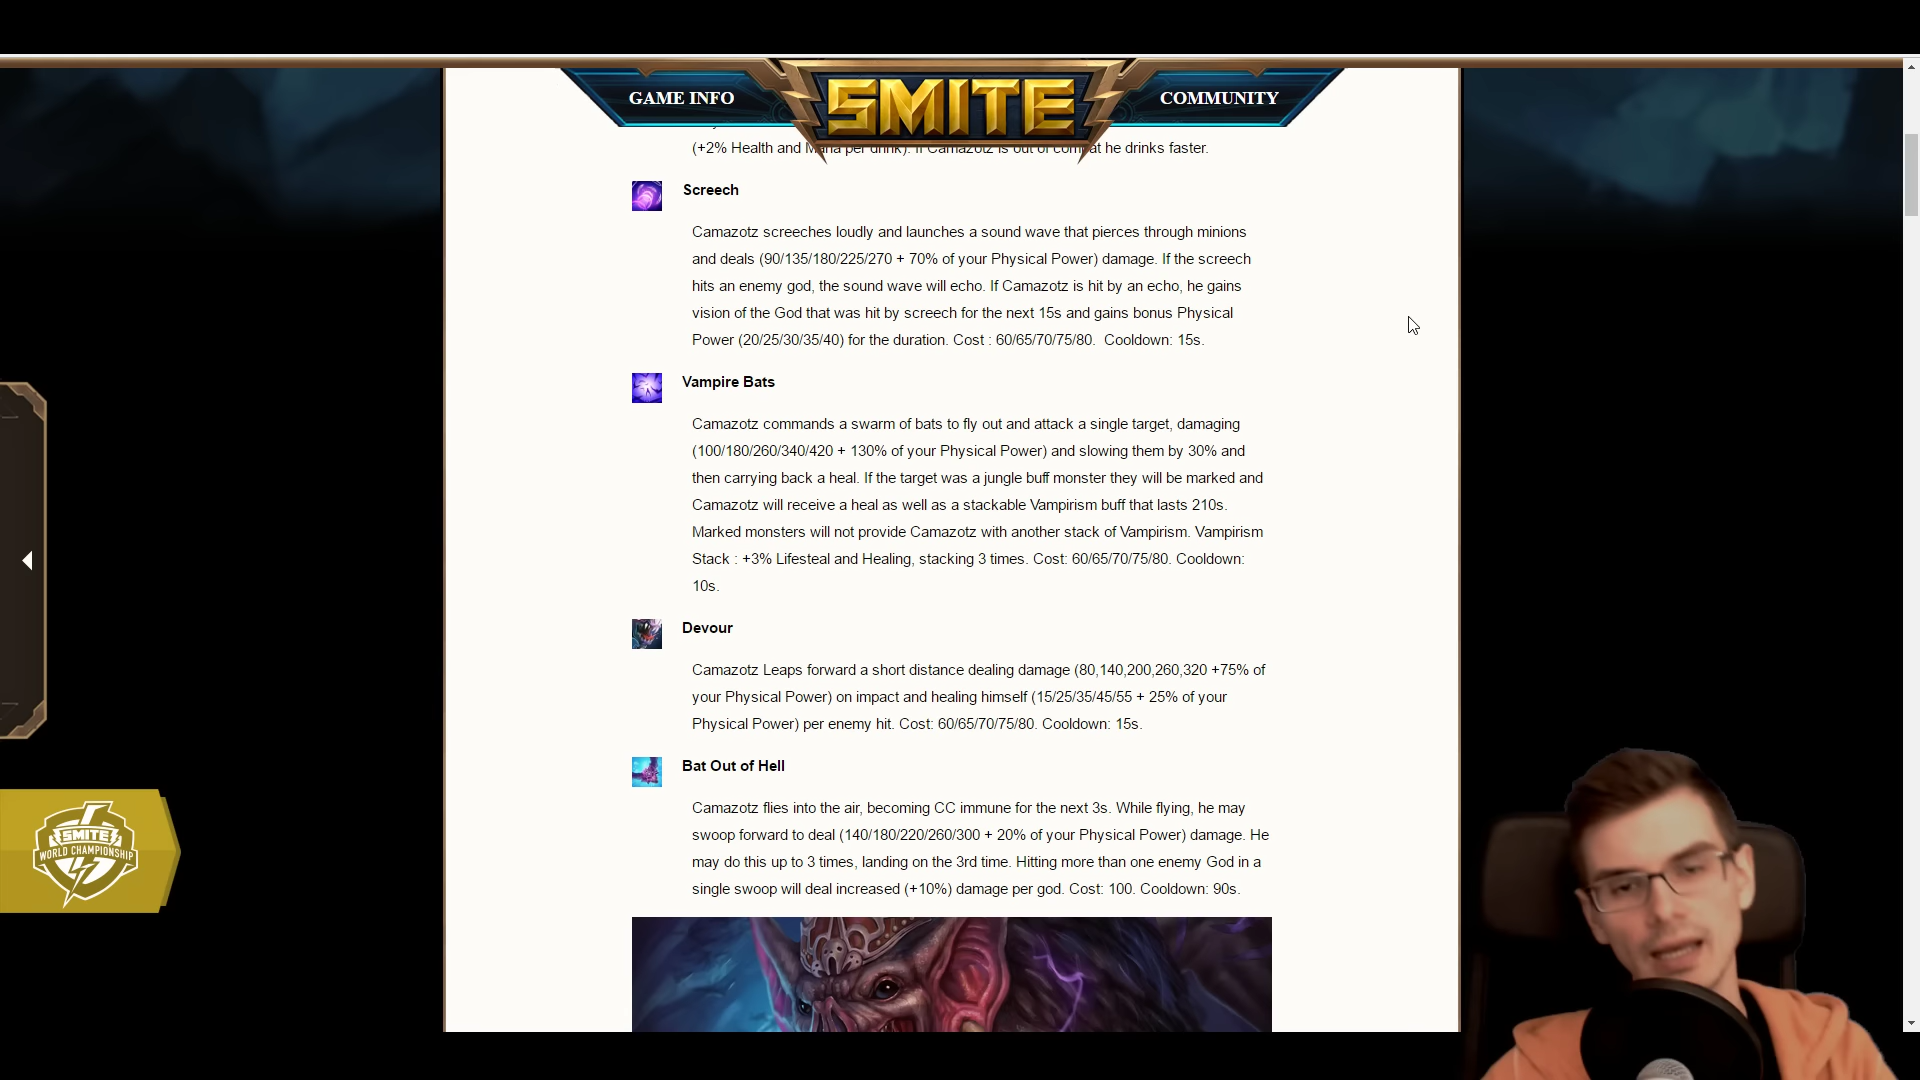 GAME INFO
SMITE
COMMUNITY
(+2% Health and Mana per drink). If Camazotz is out of combat he drinks faster.
Screech
Camazotz screeches loudly and launches a sound wave that pierces through minions
and deals (90/135/180/225/270 + 70% of your Physical Power) damage. If the screech
hits an enemy god, the sound wave will echo. If Camazotz is hit by an echo, he gains
vision of the God that was hit by screech for the next 15s and gains bonus Physical
Power (20/25/30/35/40) for the duration. Cost : 60/65/70/75/80.  Cooldown: 15s.
Vampire Bats
Camazotz commands a swarm of bats to fly out and attack a single target, damaging
(100/180/260/340/420 + 130% of your Physical Power) and slowing them by 30% and
then carrying back a heal. If the target was a jungle buff monster they will be marked and
Camazotz will receive a heal as well as a stackable Vampirism buff that lasts 210s.
Marked monsters will not provide Camazotz with another stack of Vampirism. Vampirism
Stack : +3% Lifesteal and Healing, stacking 3 times. Cost: 60/65/70/75/80. Cooldown:
10s.
Devour
Camazotz Leaps forward a short distance dealing damage (80,140,200,260,320 +75% of
your Physical Power) on impact and healing himself (15/25/35/45/55 + 25% of your
Physical Power) per enemy hit. Cost: 60/65/70/75/80. Cooldown: 15s.
Bat Out of Hell
Camazotz flies into the air, becoming CC immune for the next 3s. While flying, he may
swoop forward to deal (140/180/220/260/300 + 20% of your Physical Power) damage. He
may do this up to 3 times, landing on the 3rd time. Hitting more than one enemy God in a
single swoop will deal increased (+10%) damage per god. Cost: 100. Cooldown: 90s.
SMITE
WORLD CHAMPIONSHIP